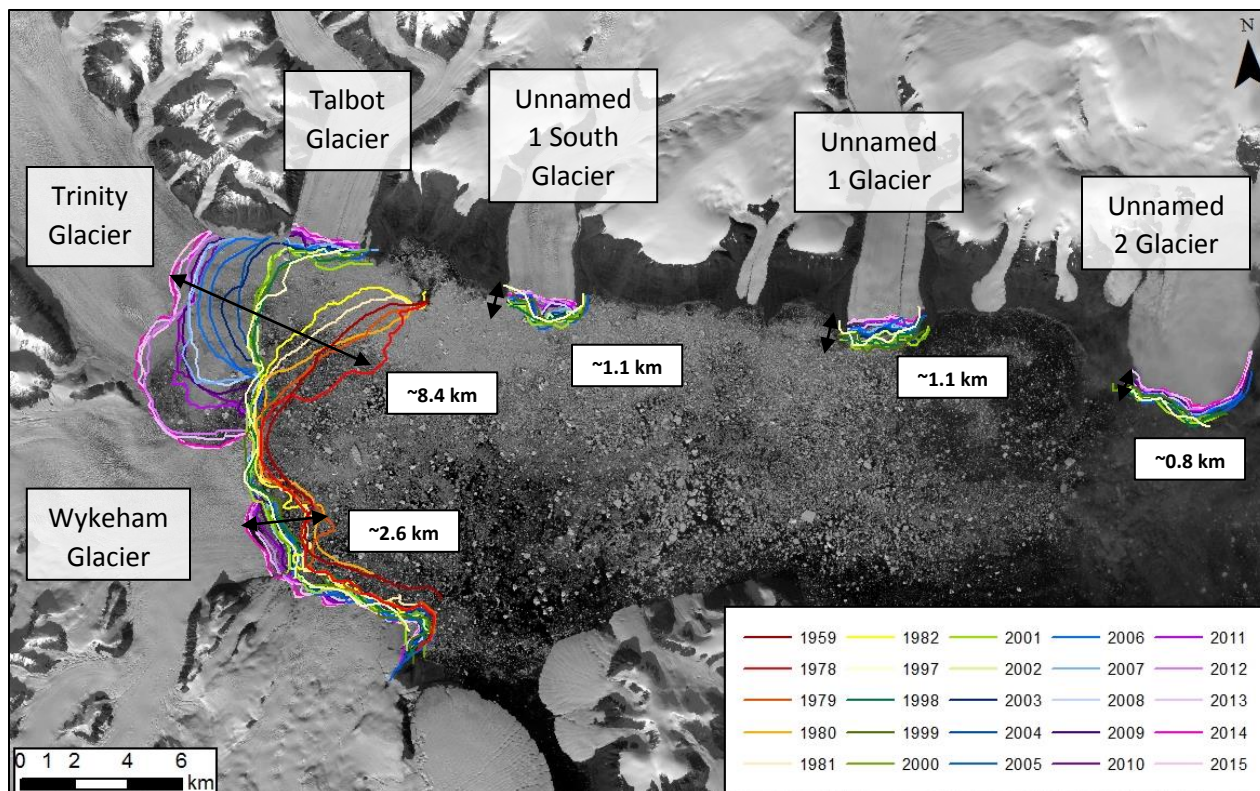 N
Talbot
Glacier
Unnamed
1 South
Glacier
Unnamed
1 Glacier
Unnamed
2 Glacier
Trinity
Glacier
~8.4 km
~1.1 km
~1.1 km
~0.8 km
Wykeham
Glacier
~2.6 km
0 1 2 4 6
km
1959 1982 2001 2006 2011
1978 1997 2002 2007 2012
1979 1998 2003 2008 2013
1980 1999 2004 2009 2014
1981 2000 2005 2010 2015